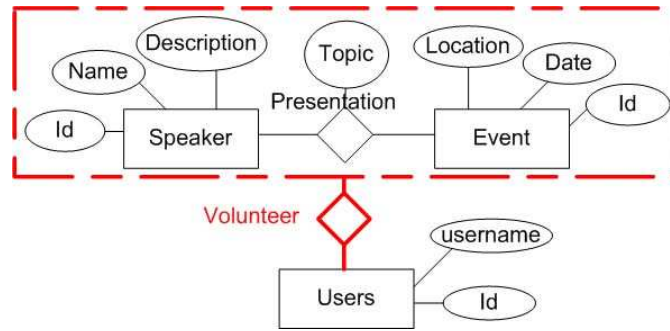 Description
Topic
Location
Name
Date
Presentation
Id
Id
Speaker
Event
Volunteer
username
Users
Id